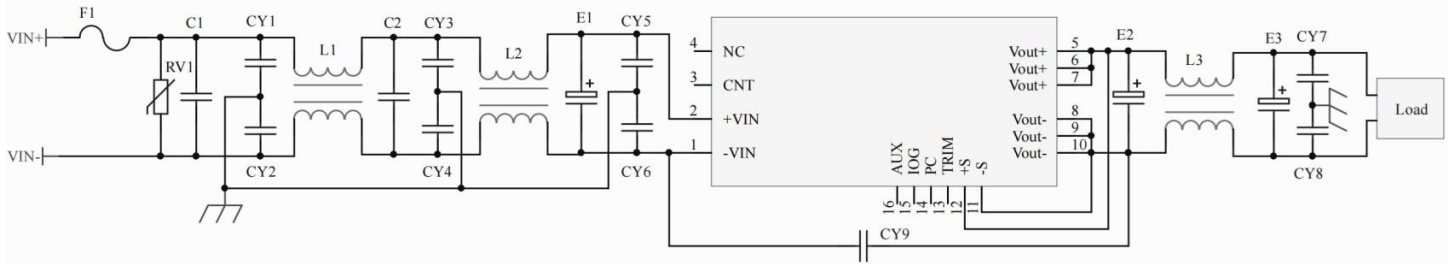 F1
C1
CY1
C2
CY3
E1
CY5
E2
E3
CY7
VIN+
L1
L2
L3
RV1
4
NC
Vout+
5
Vout+
6
3
CNT
Vout+
7
2
+VIN
Vout-
8
Vout-
9
1
-VIN
Vout-
10
Load
VIN-
CY2
CY4
CY6
CY8
AUX
IOG
PC
TRIM
+S
-S
16
15
14
13
12
11
CY9